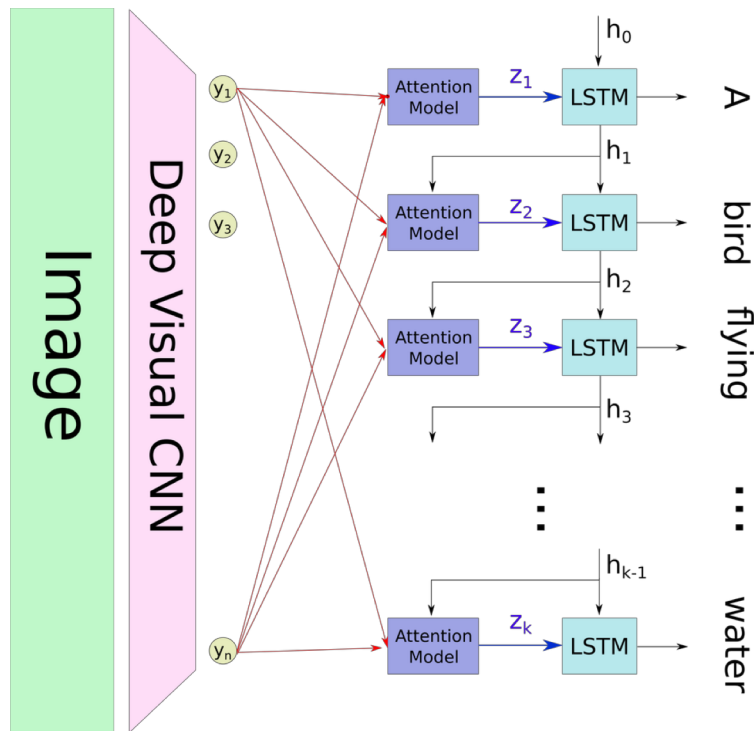 Image
Deep Visual CNN
y1
y2
y3
yn
h0
Attention
Model
z1
LSTM
A
h1
Attention
Model
z2
LSTM
bird
h2
Attention
Model
z3
LSTM
flying
h3
...
...
hk-1
Attention
Model
zk
LSTM
water